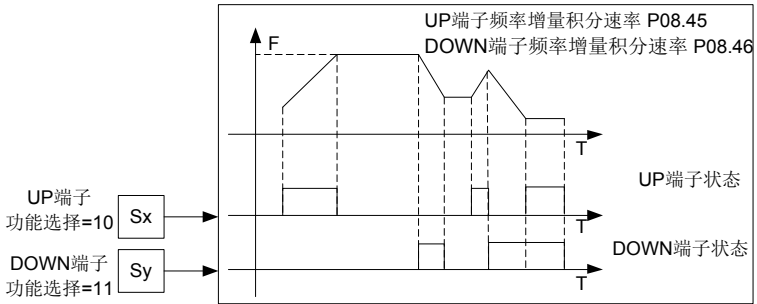 UP端子频率增量积分速率 P08.45
DOWN端子频率增量积分速率 P08.46
F
T
UP端子状态
UP端子
功能选择=10
Sx
T
DOWN端子状态
DOWN端子
功能选择=11
Sy
T